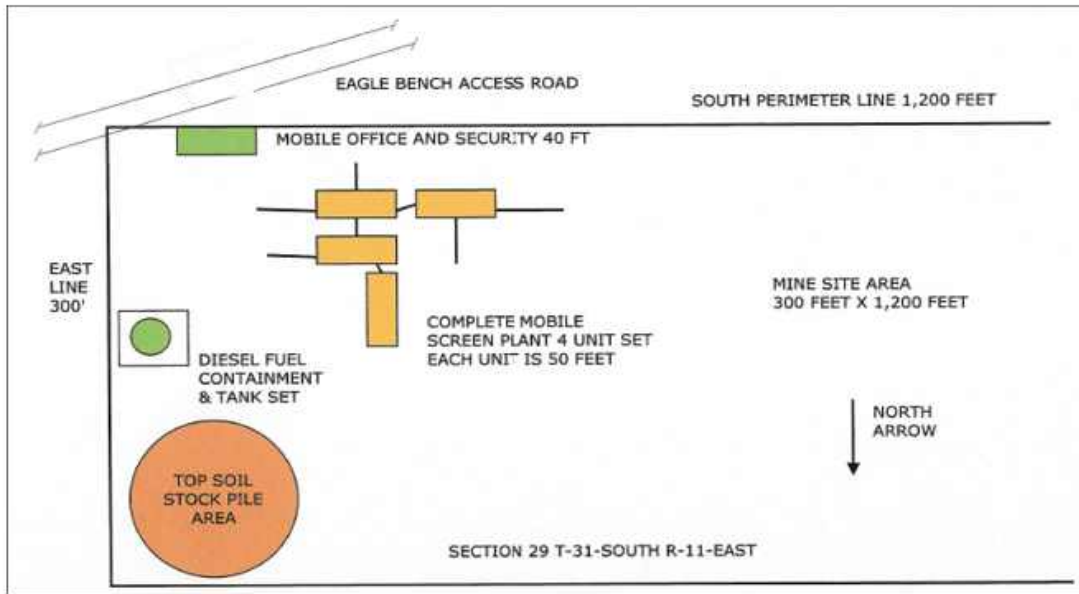 EAGLE BENCH ACCESS ROAD
SOUTH PERIMETER LINE 1,200 FEET
MOBILE OFFICE AND SECURITY 40 FT
EAST
LINE
300'
MINE SITE AREA
300 FEET X 1,200 FEET
COMPLETE MOBILE
SCREEN PLANT 4 UNIT SET
EACH UNIT IS 50 FEET
DIESEL FUEL
CONTAINMENT
& TANK SET
NORTH
ARROW
TOP SOIL
STOCK PILE
AREA
SECTION 29 T-31-SOUTH R-11-EAST